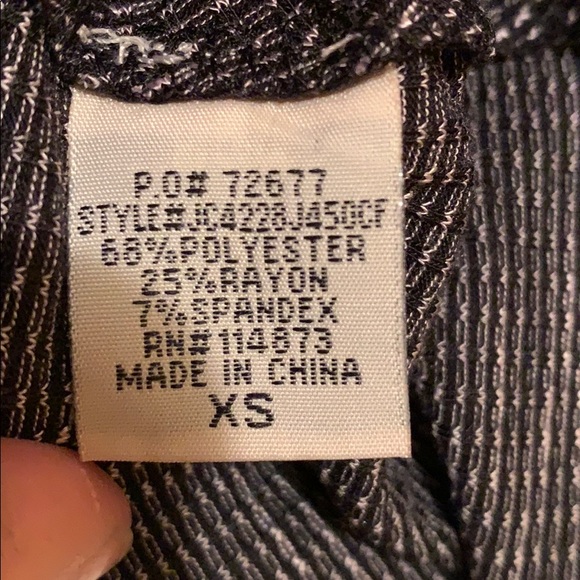 P.O# 72677
STYLE#JC4228J450CF
68%POLYESTER
25%RAYON
7%SPANDEX
RN# 114873
MADE IN CHINA
XS